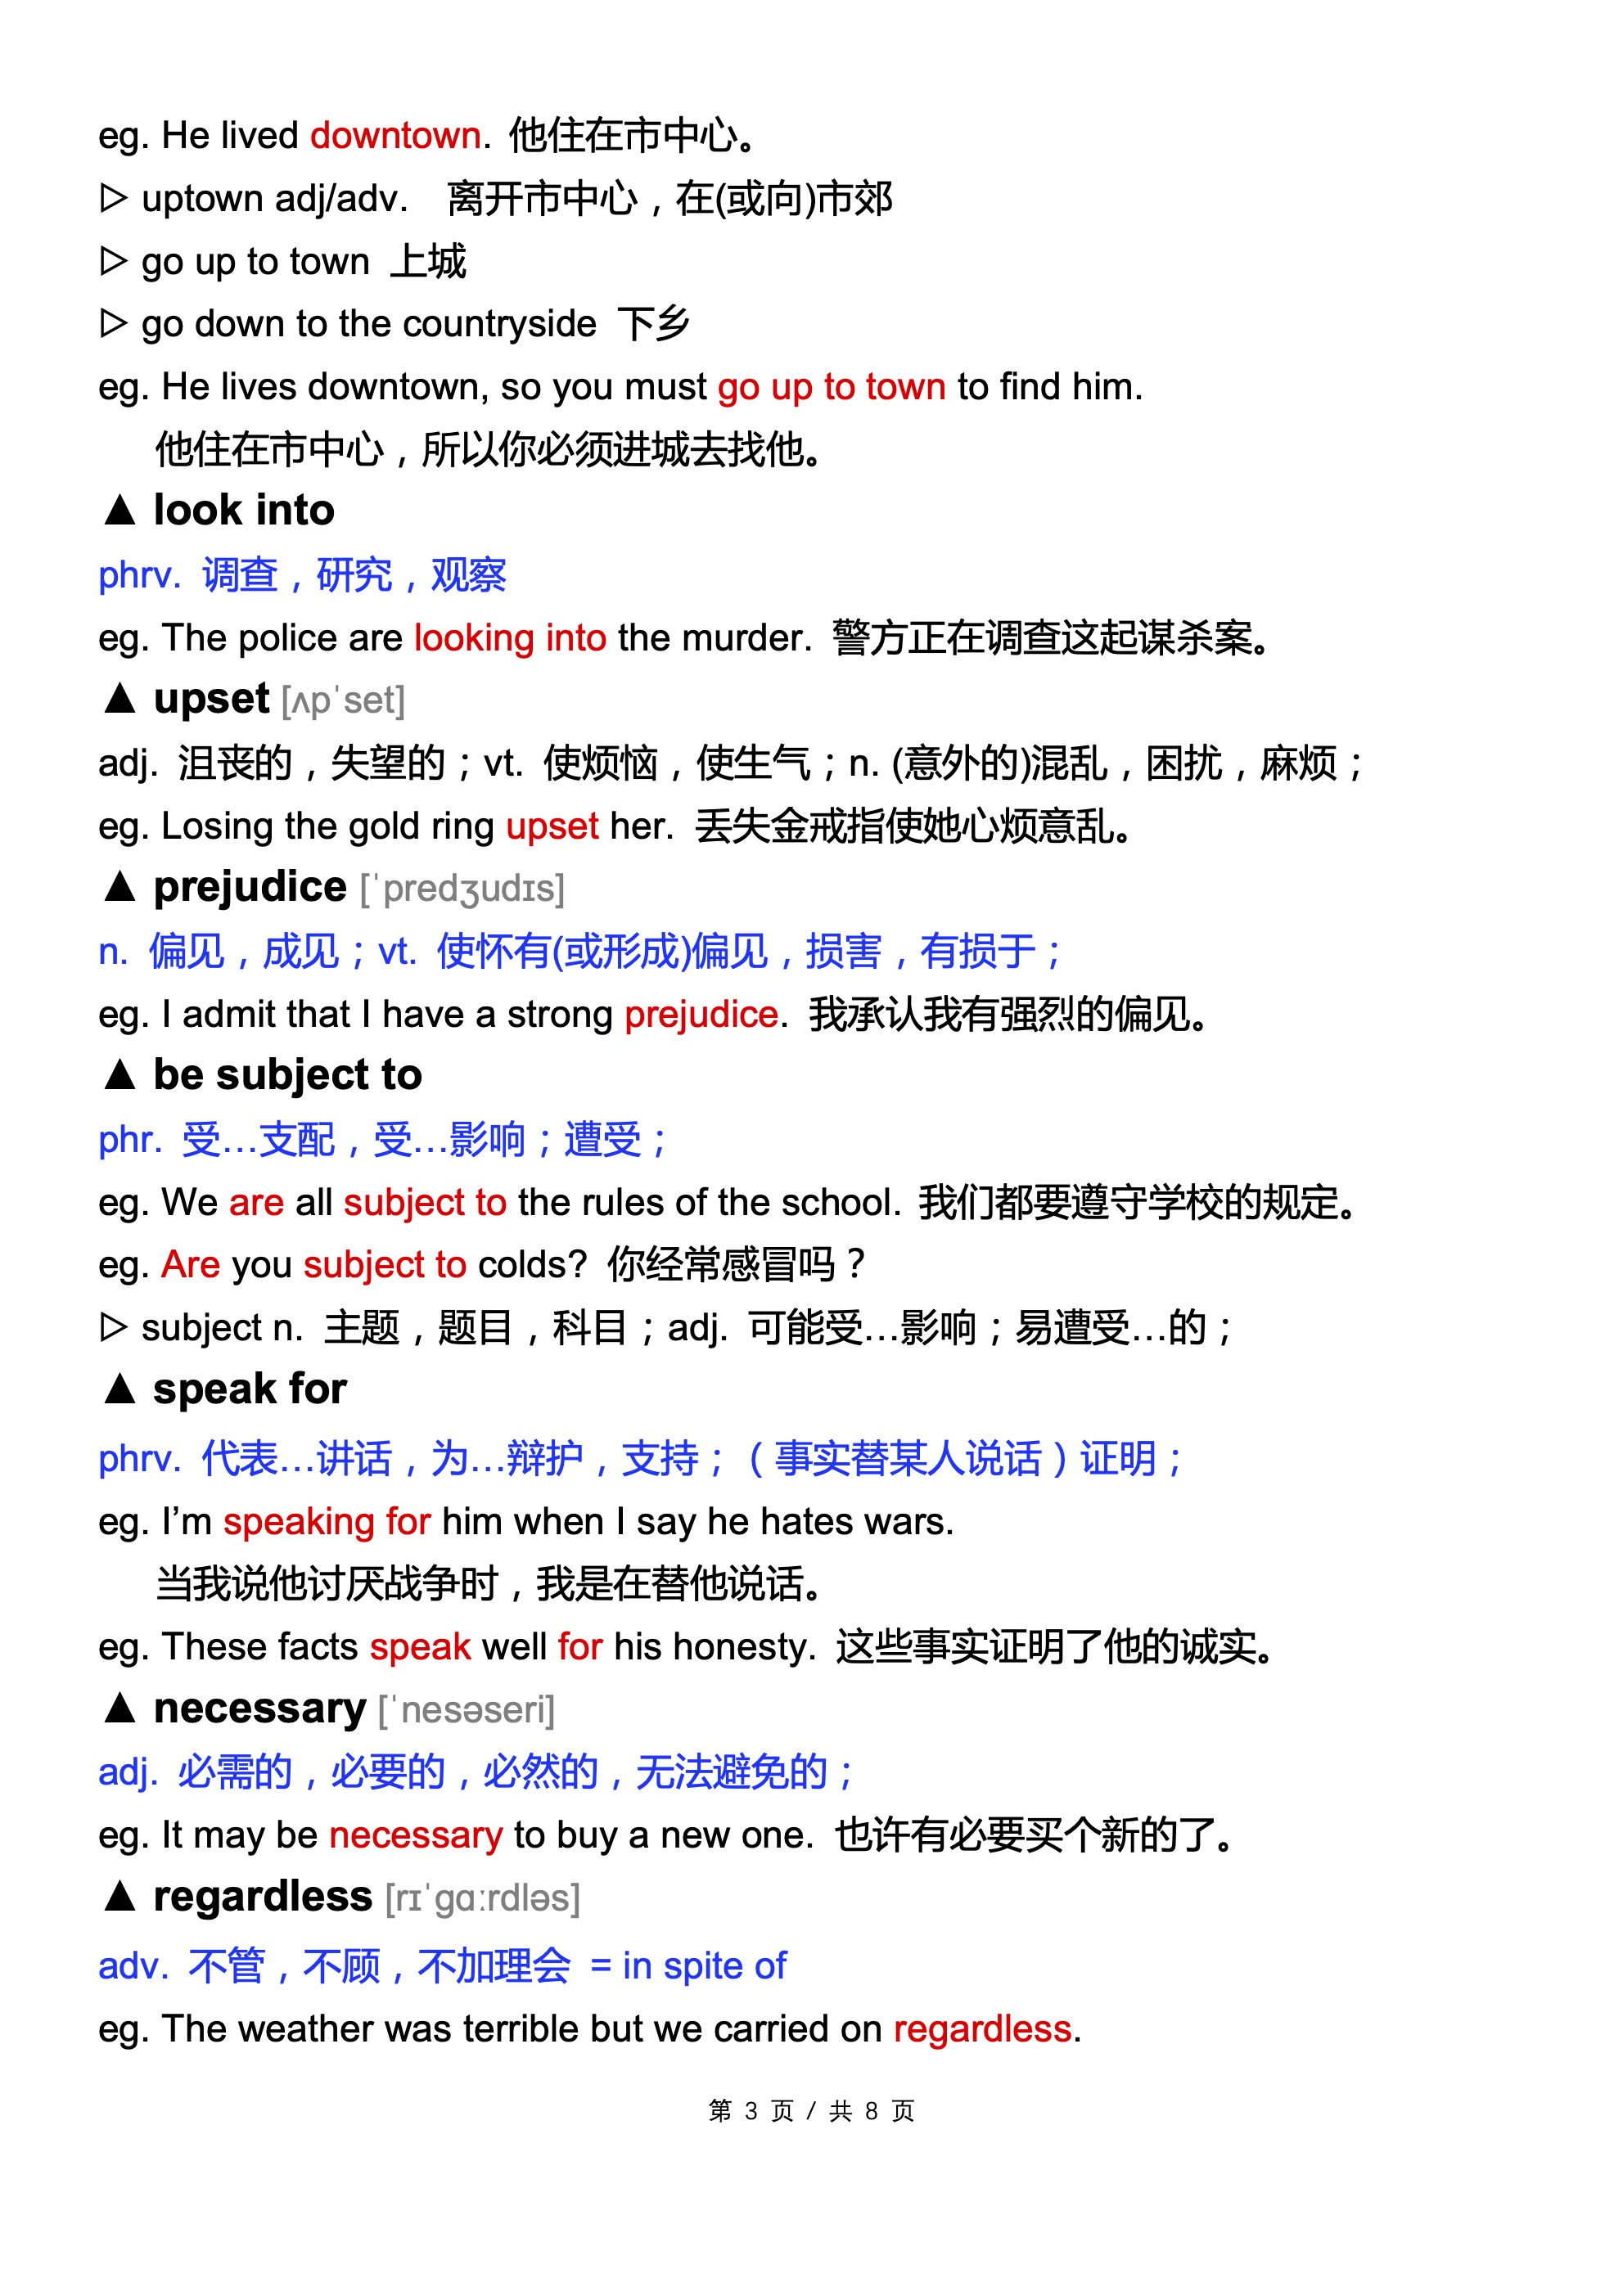 eg. He lived downtown. 他住在市中心。
▷ uptown adj/adv. 离开市中心，在(或向)市郊
▷ go up to town 上城
▷ go down to the countryside 下乡
eg. He lives downtown, so you must go up to town to find him.
他住在市中心，所以你必须进城去找他。
▲ look into
phrv. 调查，研究，观察
eg. The police are looking into the murder. 警方正在调查这起谋杀案。
▲ upset [ʌpˈset]
adj. 沮丧的，失望的；vt. 使烦恼，使生气；n. (意外的)混乱，困扰，麻烦；
eg. Losing the gold ring upset her. 丢失金戒指使她心烦意乱。
▲ prejudice [ˈpredʒudɪs]
n. 偏见，成见；vt. 使怀有(或形成)偏见，损害，有损于；
eg. I admit that I have a strong prejudice. 我承认我有强烈的偏见。
▲ be subject to
phr. 受…支配，受…影响；遭受；
eg. We are all subject to the rules of the school. 我们都要遵守学校的规定。
eg. Are you subject to colds? 你经常感冒吗？
▷ subject n. 主题，题目，科目；adj. 可能受…影响；易遭受…的；
▲ speak for
phrv. 代表…讲话，为…辩护，支持；（事实替某人说话）证明；
eg. I’m speaking for him when I say he hates wars.
当我说他讨厌战争时，我是在替他说话。
eg. These facts speak well for his honesty. 这些事实证明了他的诚实。
▲ necessary [ˈnesəseri]
adj. 必需的，必要的，必然的，无法避免的；
eg. It may be necessary to buy a new one. 也许有必要买个新的了。
▲ regardless [rɪˈɡɑːrdləs]
adv. 不管，不顾，不加理会 = in spite of
eg. The weather was terrible but we carried on regardless.
第 3 页 / 共 8 页